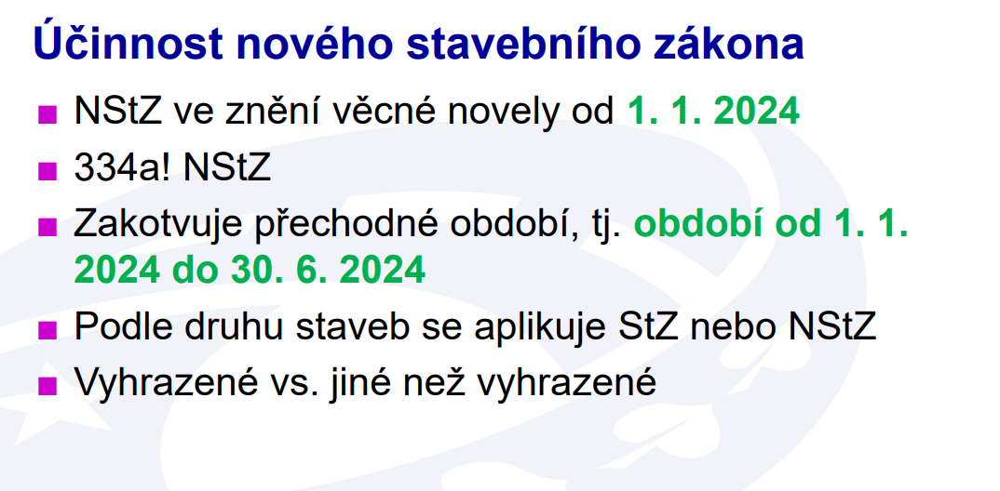 Účinnost nového stavebního zákona
NStZ ve znění věcné novely od 1. 1. 2024
334a! NStZ
Zakotvuje přechodné období, tj. období od 1. 1.
2024 do 30. 6. 2024
Podle druhu staveb se aplikuje StZ nebo NStZ
Vyhrazené vs. jiné než vyhrazené